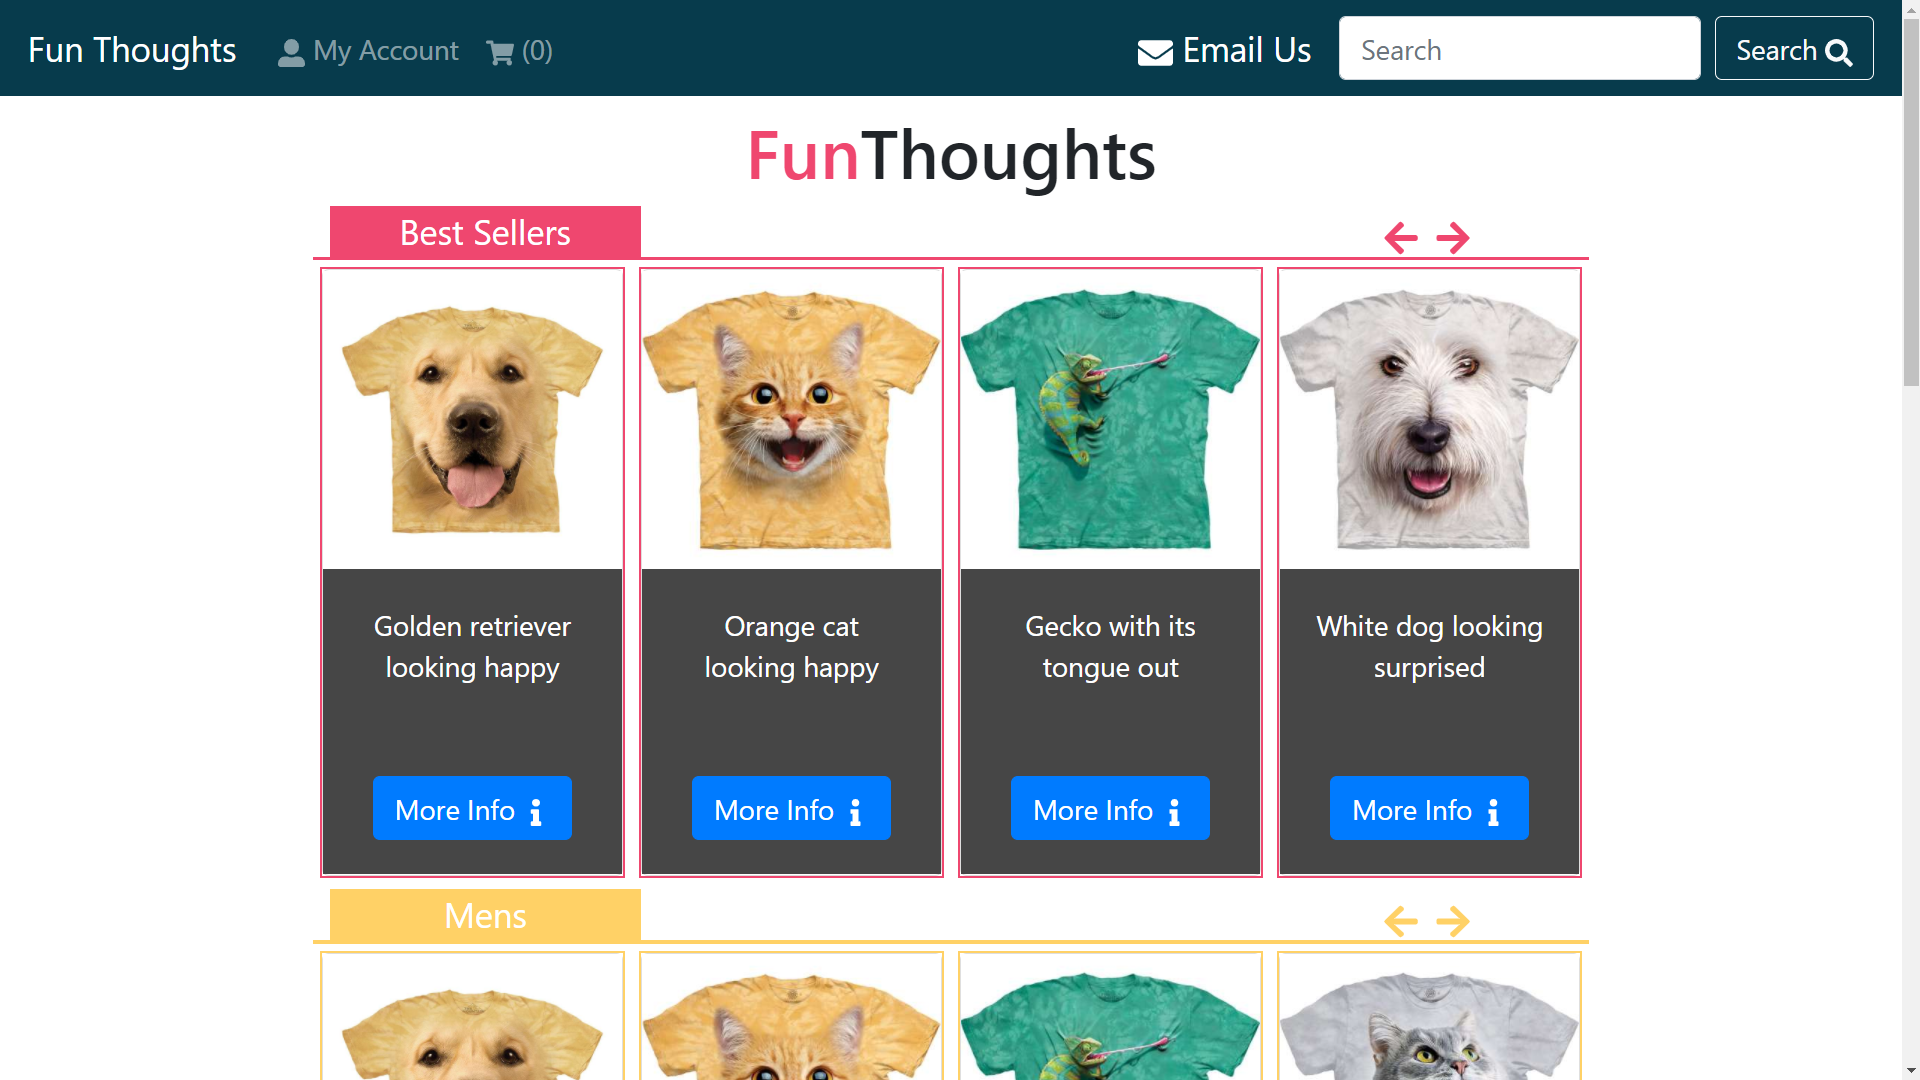 Fun Thoughts My Account (0) Email Us Search Search
FunThoughts
Best Sellers
Golden retriever
looking happy
Orange cat
looking happy
Gecko with its
tongue out
White dog looking
surprised
More Info
More Info
More Info
More Info
Mens